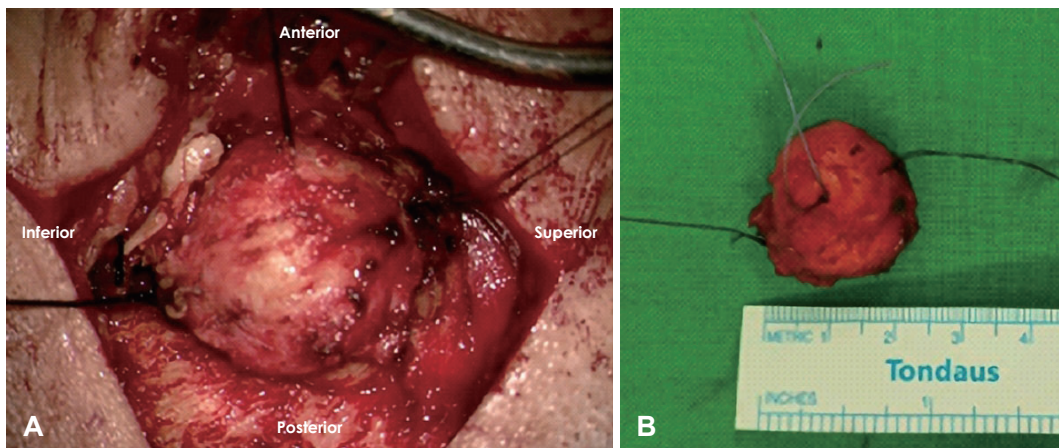 Anterior
Inferior
Superior
Posterior
A
METRIC 1 2 3 4
Tondaus
INCHES 1
B